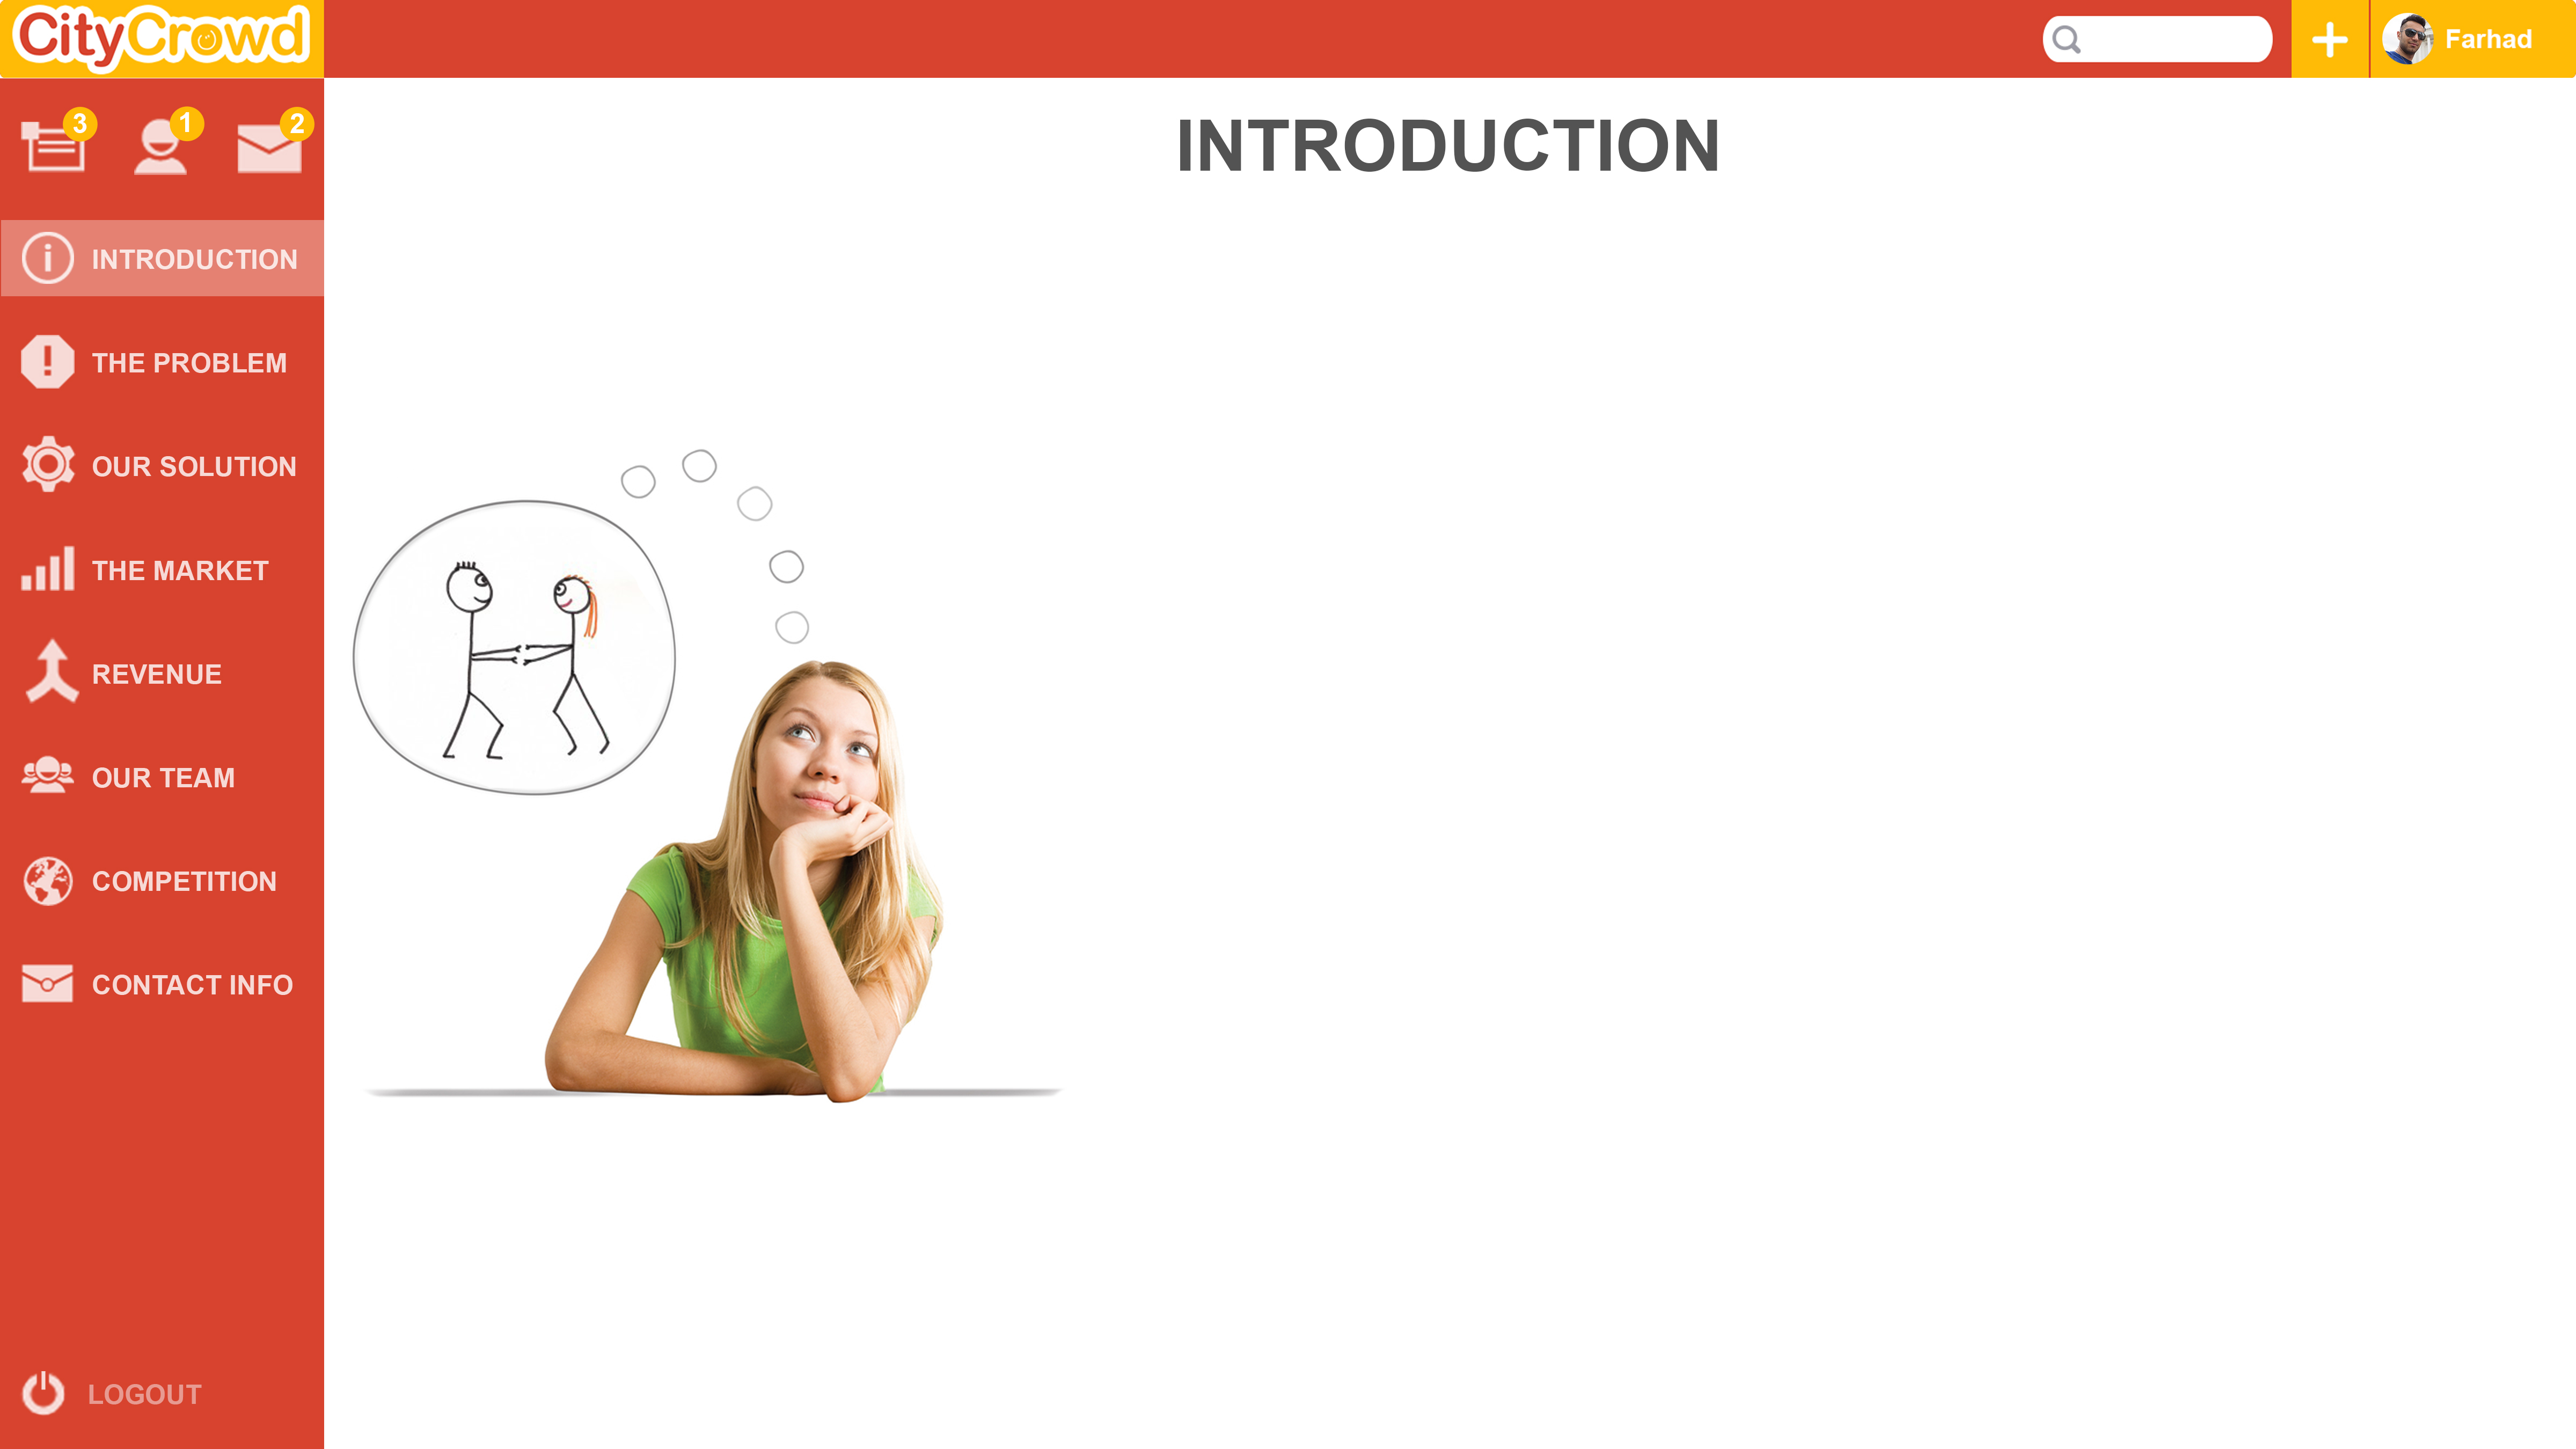 CityCrowd
Farhad
3
1
2
INTRODUCTION
INTRODUCTION
THE PROBLEM
OUR SOLUTION
THE MARKET
REVENUE
OUR TEAM
COMPETITION
CONTACT INFO
LOGOUT